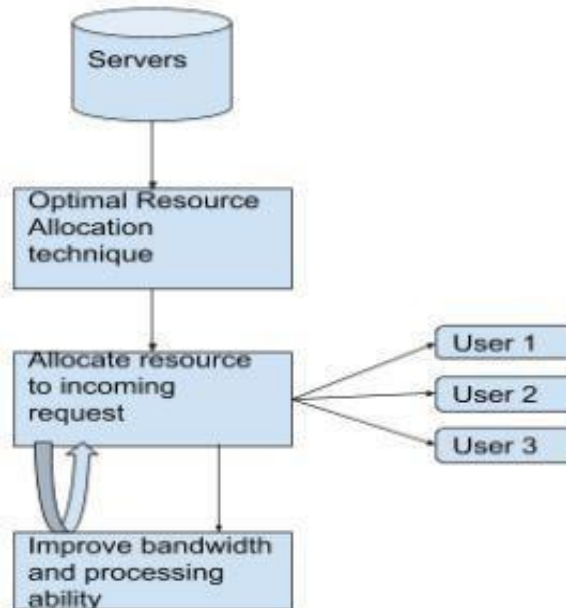 Servers
Optimal Resource
Allocation
technique
Allocate resource
to incoming
request
User 1
User 2
User 3
Improve bandwidth
and processing
ability